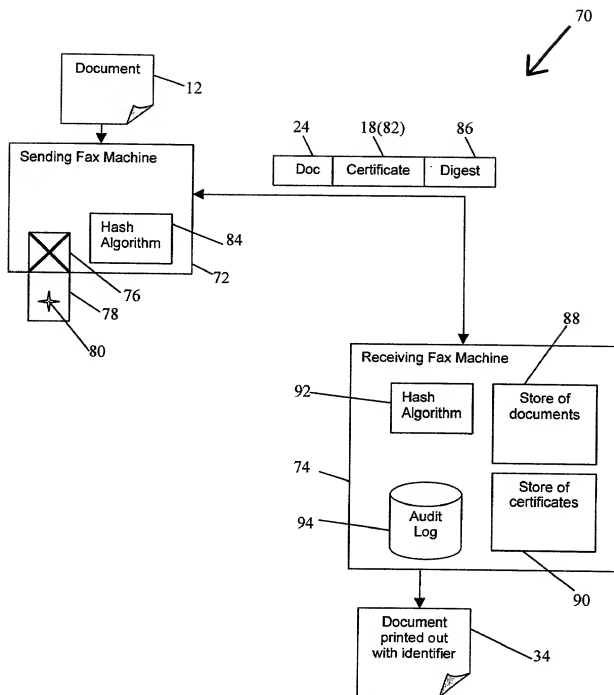 70
Document
12
24 18(82) 86
Sending Fax Machine
Doc Certificate Digest
Hash
Algorithm
84
76
72
78
80
88
Receiving Fax Machine
92
Hash
Algorithm
Store of
documents
74
Store of
certificates
94
Audit
Log
90
Document
printed out
with identifier
34